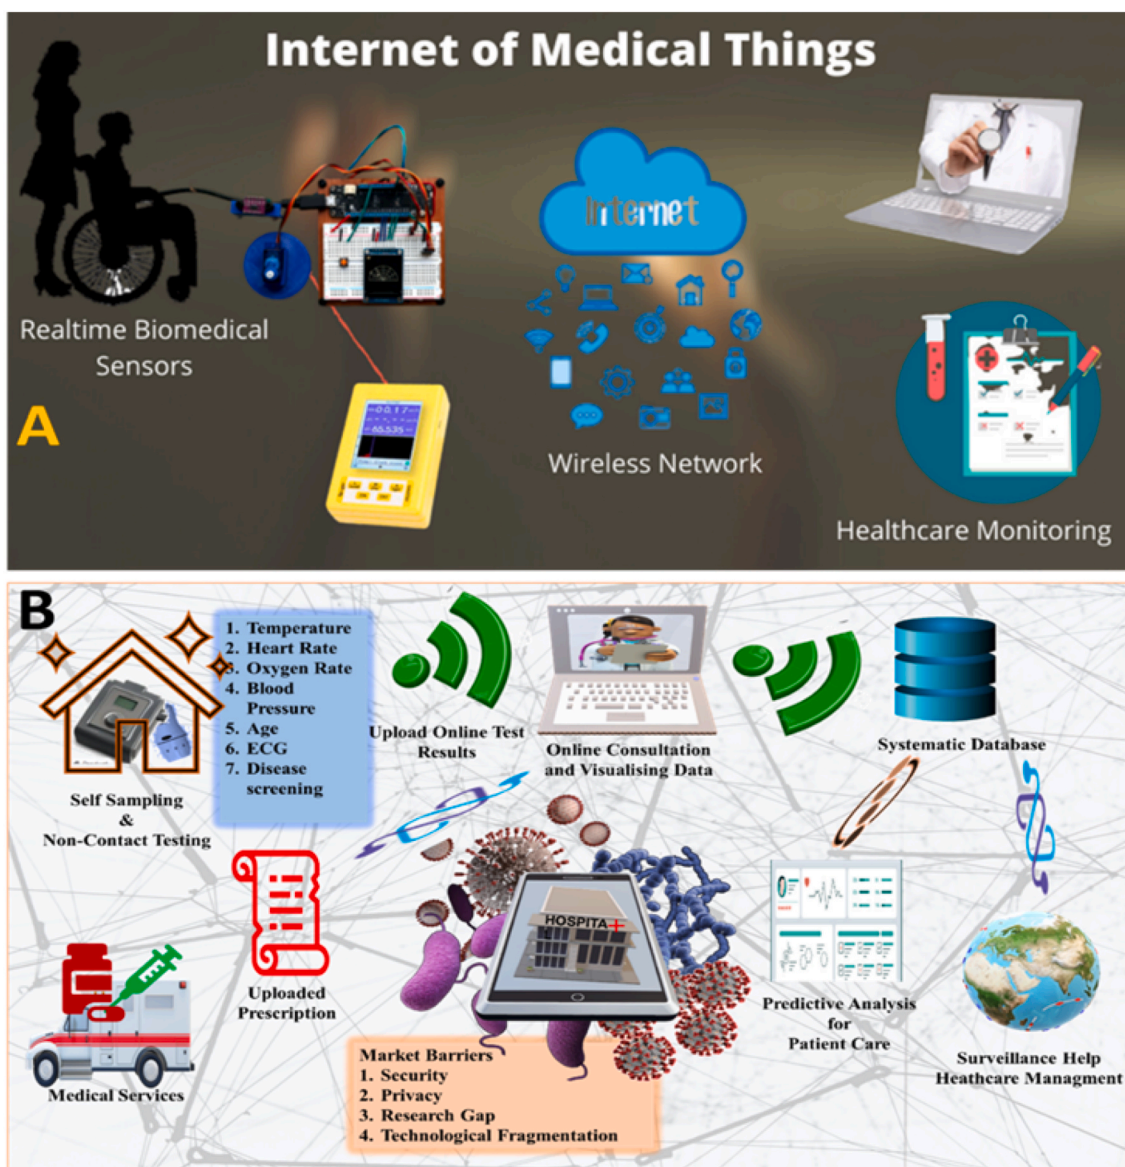 Internet of Medical Things
Internet
Realtime Biomedical
Sensors
A
Wireless Network
Healthcare Monitoring
B
1. Temperature
2. Heart Rate
3. Oxygen Rate
4. Blood
Pressure
5. Age
6. ECG
7. Disease
screening
Self Sampling
&
Non-Contact Testing
Upload Online Test
Results
Online Consultation
and Visualising Data
Systematic Database
Uploaded
Prescription
HOSPITA
Medical Services
Market Barriers
1. Security
2. Privacy
3. Research Gap
4. Technological Fragmentation
Predictive Analysis
for
Patient Care
Surveillance Help
Heathcare Managment